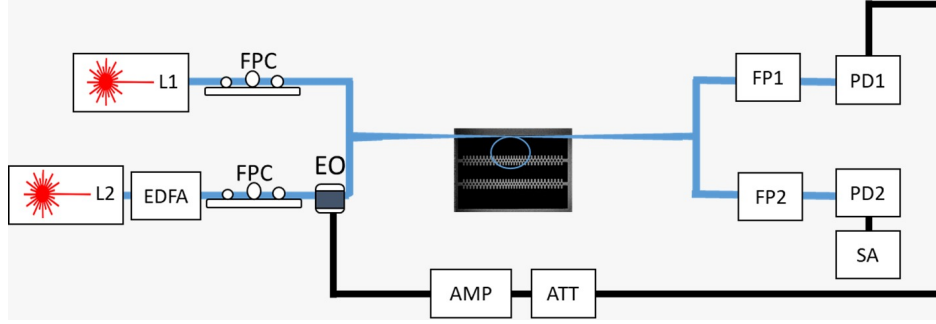 L1
FPC
FP1
PD1
L2
EDFA
FPC
EO
FP2
PD2
SA
AMP
ATT